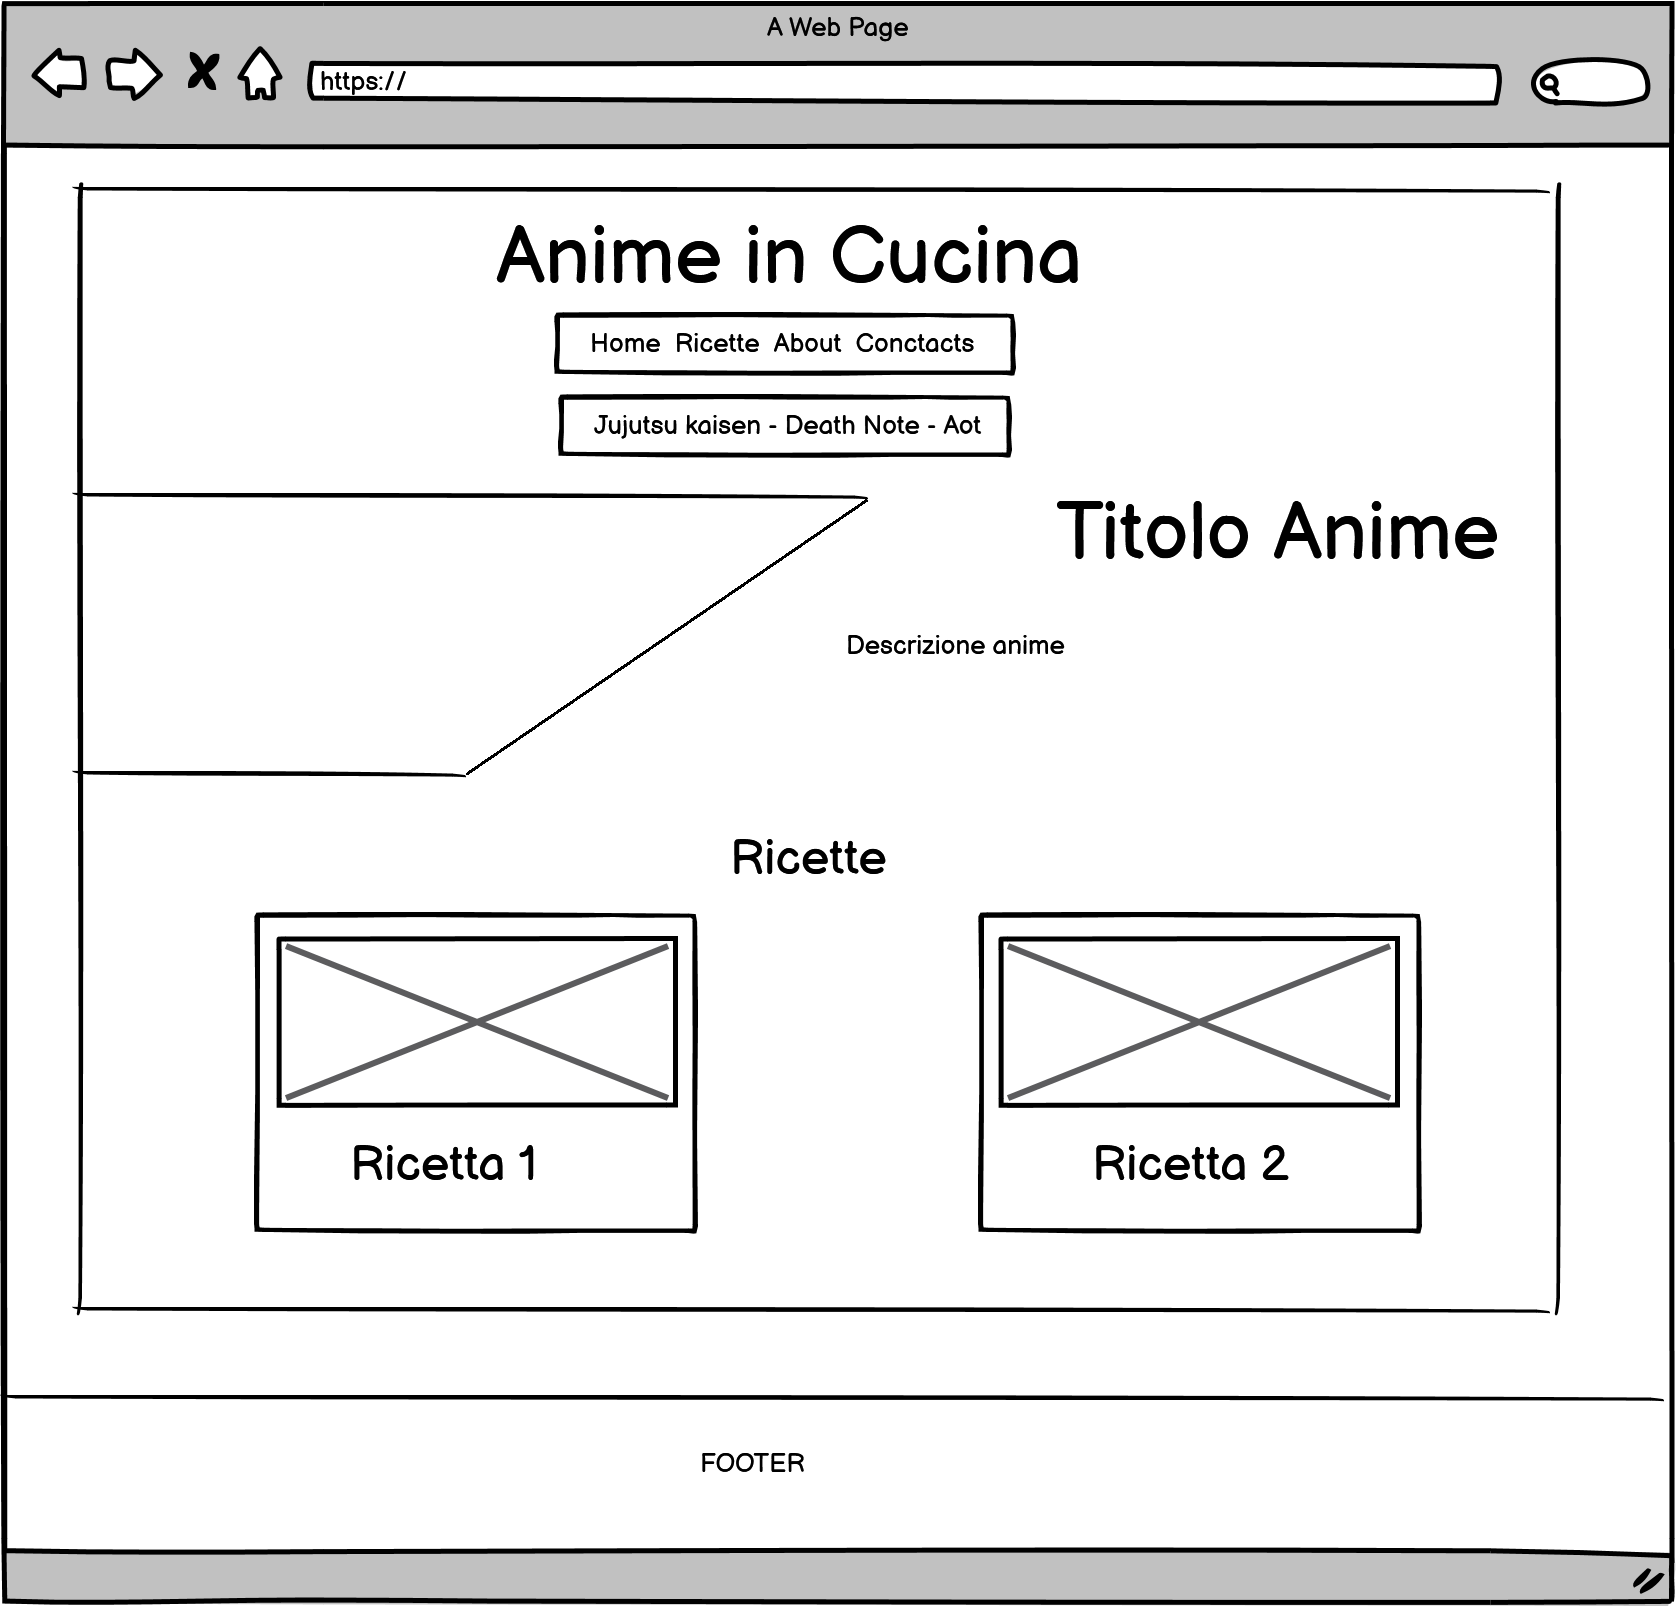 A Web Page
https://
Anime in Cucina
Home Ricette About Conctacts
Jujutsu kaisen - Death Note - Aot
Titolo Anime
Descrizione anime
Ricette
Ricetta 1
Ricetta 2
FOOTER